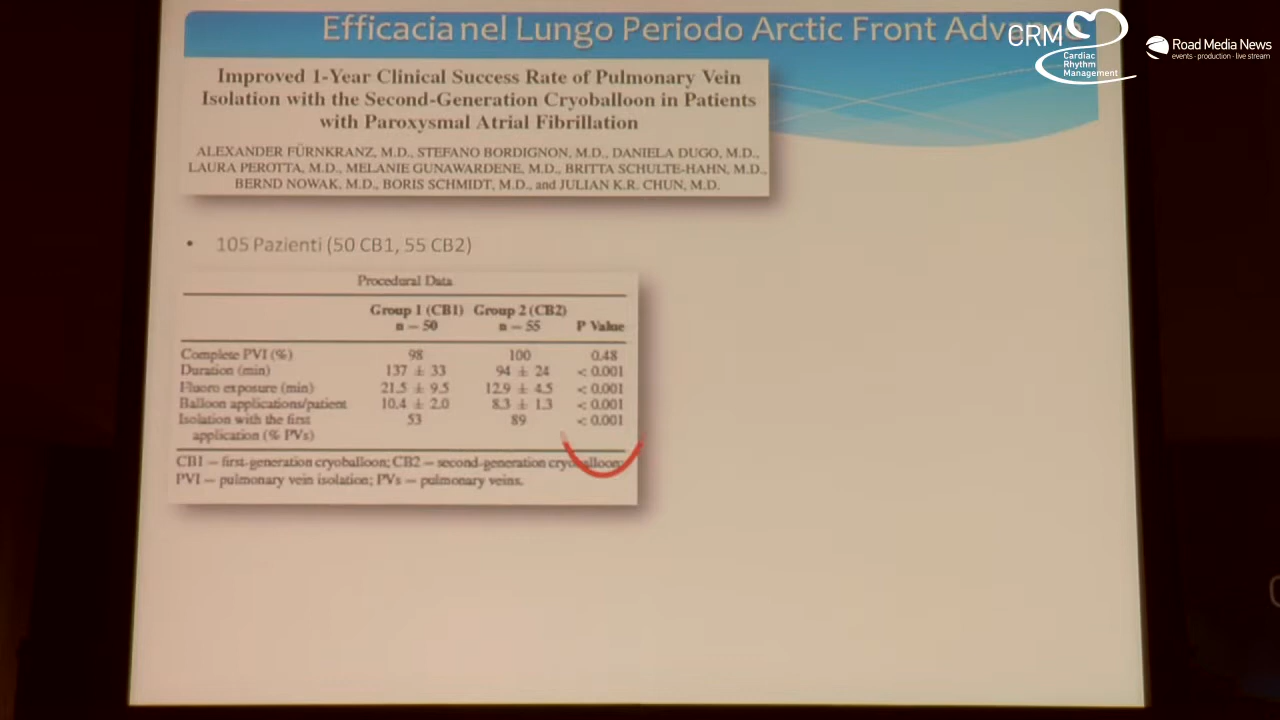 Efficacia nel Lungo Periodo Arctic Front Advance
CRM
Cardiac
Rhythm
Management
Road Media News
events · production · live stream
Improved 1-Year Clinical Success Rate of Pulmonary Vein
Isolation with the Second-Generation Cryoballoon in Patients
with Paroxysmal Atrial Fibrillation
ALEXANDER FÜRNKRANZ, M.D., STEFANO BORDIGNON, M.D., DANIELA DUGO, M.D.,
LAURA PEROTTA, M.D., MELANIE GUNAWARDENE, M.D., BRITTA SCHULTE-HAHN, M.D.,
BERND NOWAK, M.D., BORIS SCHMIDT, M.D., and JULIAN K.R. CHUN, M.D.
• 105 Pazienti (50 CB1, 55 CB2)
Procedural Data
Group 1 (CB1) Group 2 (CB2)
n = 50 n = 55 P Value
Complete PVI (%) 98 100 0.48
Duration (min) 137 ± 33 94 ± 24 < 0.001
Fluoro exposure (min) 21.5 ± 9.5 12.9 ± 4.5 < 0.001
Balloon applications/patient 10.4 ± 2.0 8.3 ± 1.3 < 0.001
Isolation with the first 53 89 < 0.001
application (% PVs)
CB1 = first-generation cryoballoon; CB2 = second-generation cryoballoon;
PVI = pulmonary vein isolation; PVs = pulmonary veins.